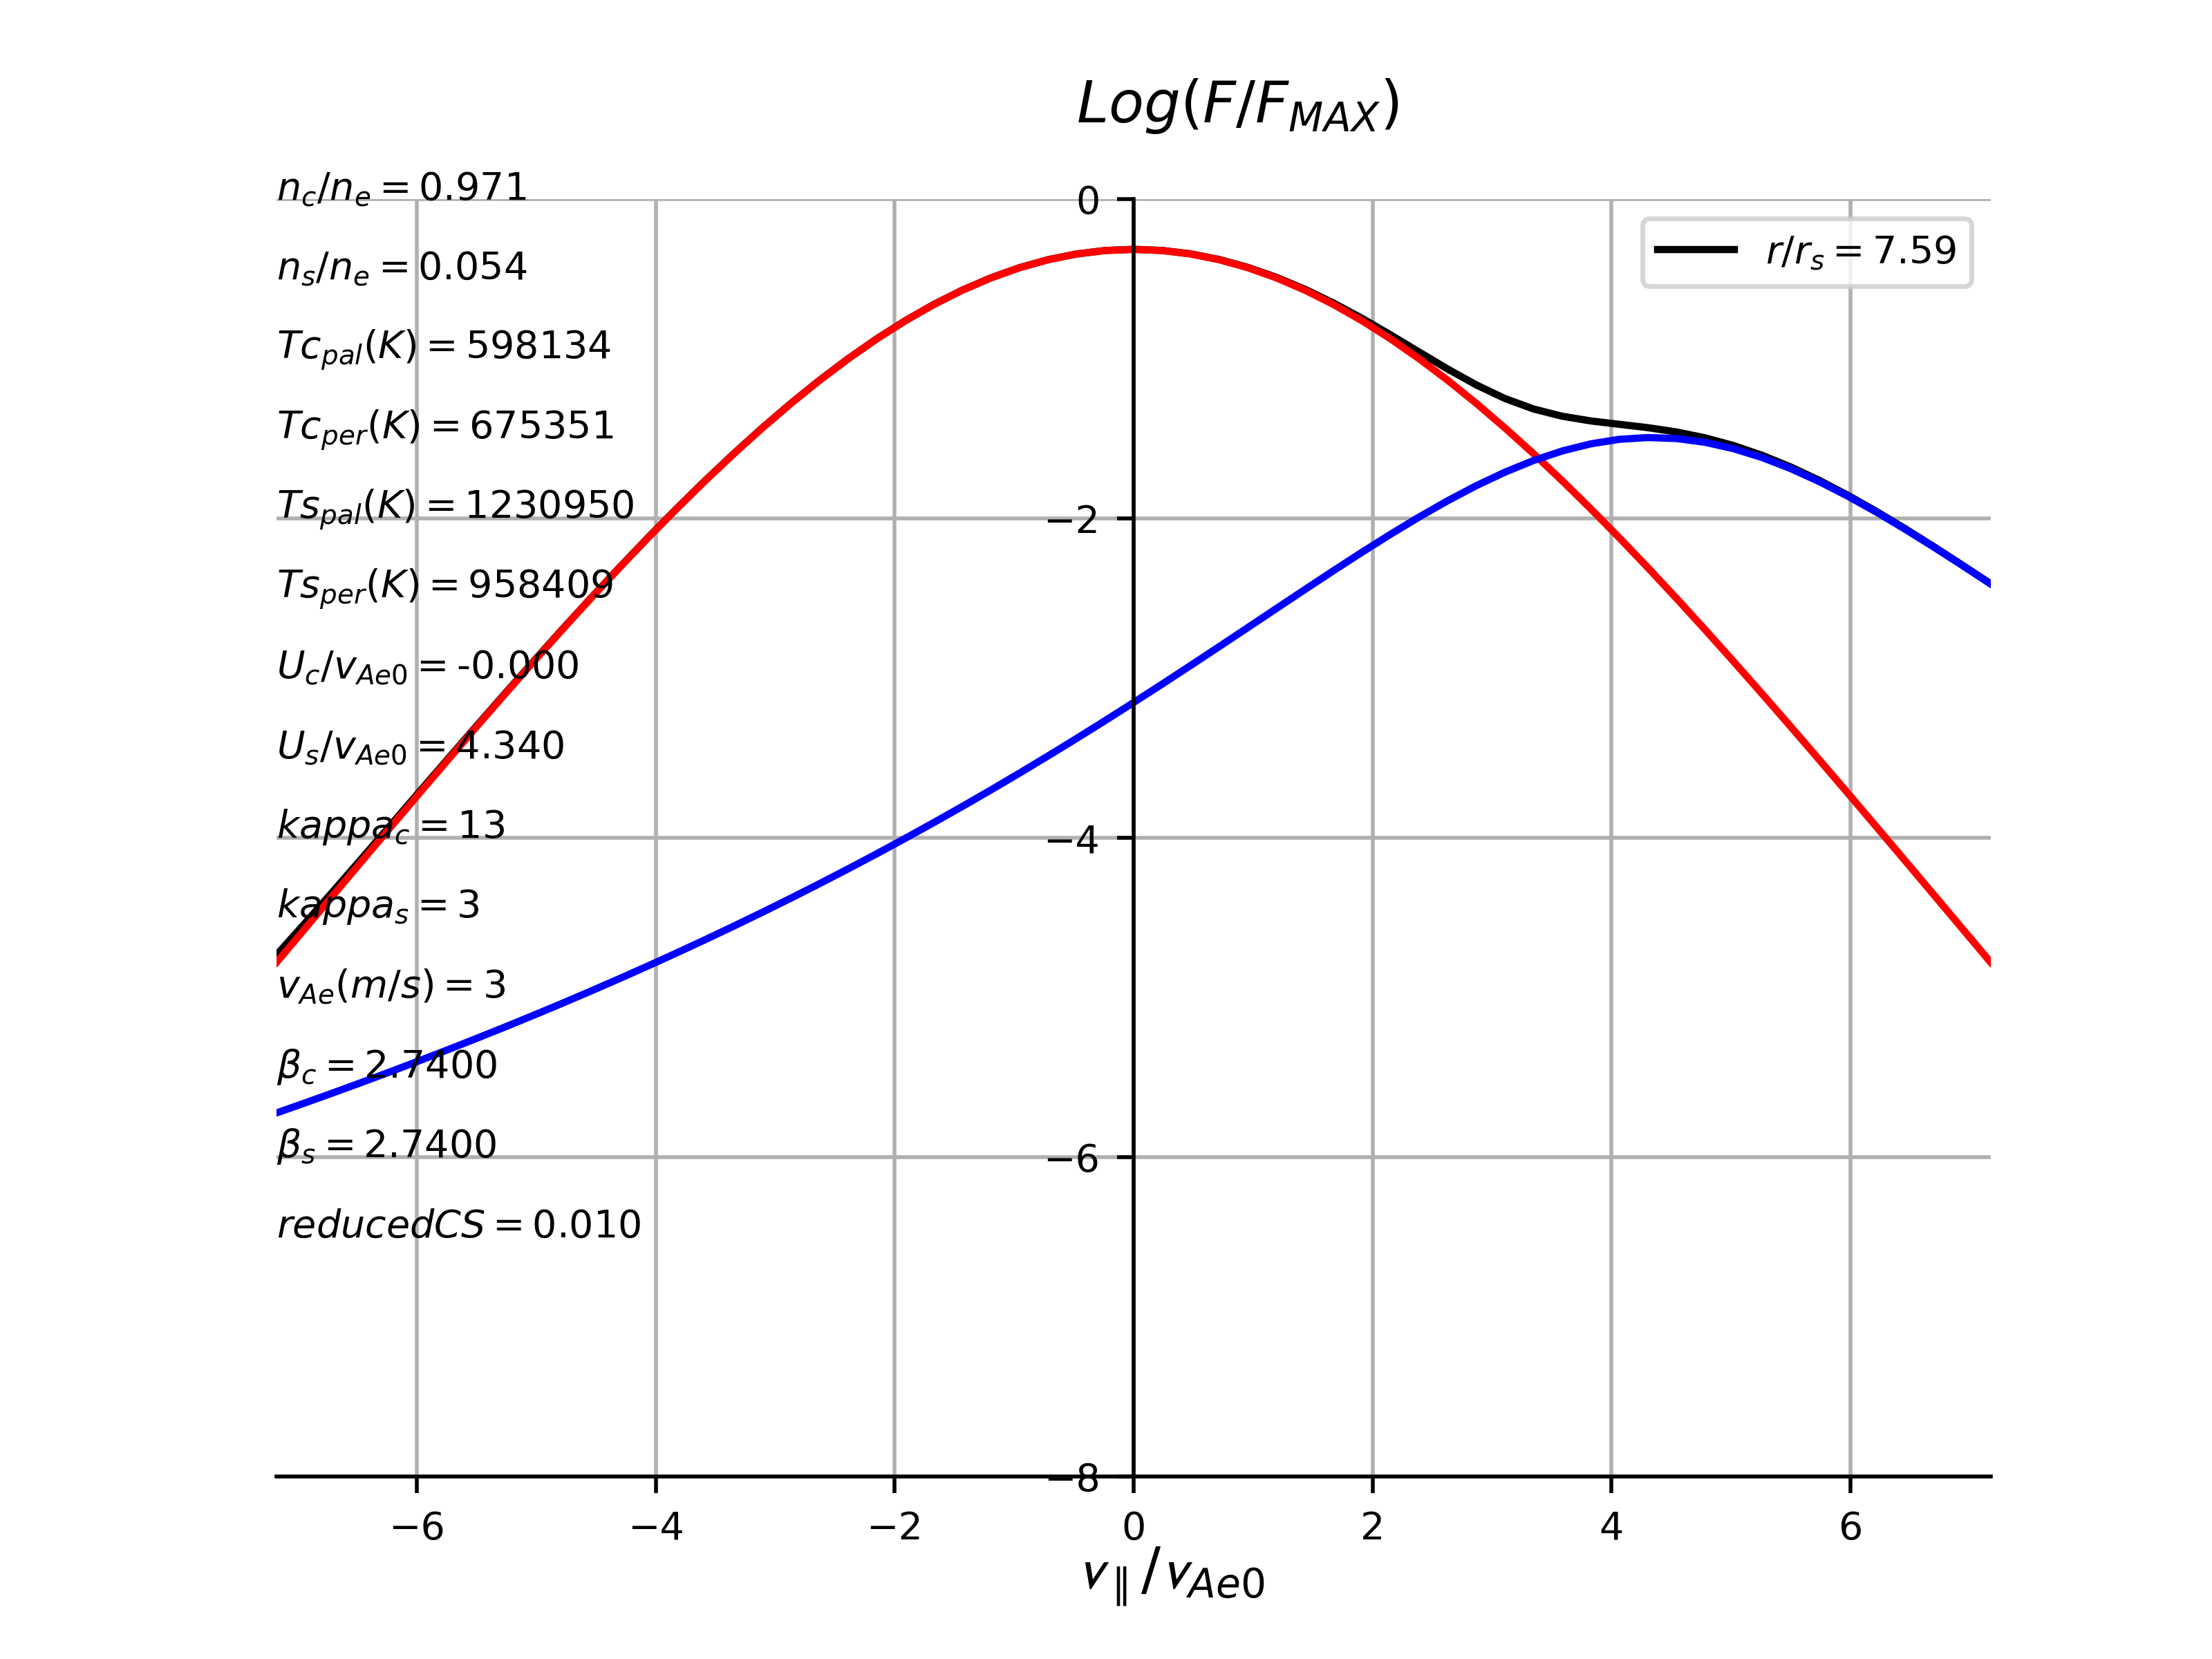 Log(F/F_MAX)
n_c/n_e = 0.971
n_s/n_e = 0.054
Tc_pal(K) = 598134
Tc_per(K) = 675351
Ts_pal(K) = 1230950
Ts_per(K) = 958409
U_c/v_Ae0 = -0.000
U_s/v_Ae0 = 4.340
kappa_c = 13
kappa_s = 3
v_Ae(m/s) = 3
β_c = 2.7400
β_s = 2.7400
reducedCS = 0.010
r/r_s = 7.59
0
−2
−4
−6
−8
−6 −4 −2 0 2 4 6
v_∥/v_Ae0